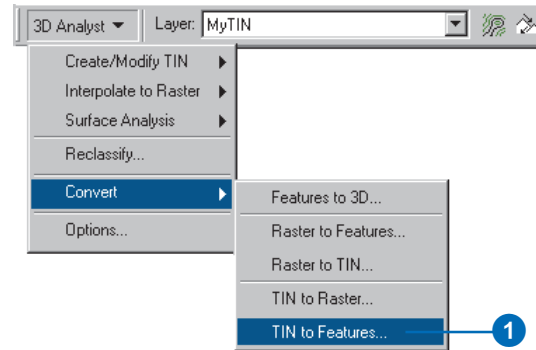 3D Analyst Layer: MyTIN
Create/Modify TIN
Interpolate to Raster
Surface Analysis
Reclassify...
Convert
Options...
Features to 3D...
Raster to Features...
Raster to TIN...
TIN to Raster...
TIN to Features... 1